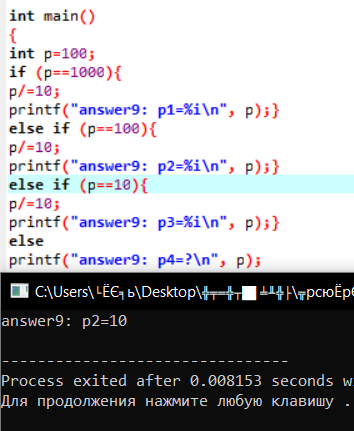 int main()
{
int p=100;
if (p==1000){
p/=10;
printf("answer9: p1=%i\n", p);}
else if (p==100){
p/=10;
printf("answer9: p2=%i\n", p);}
else if (p==10){
p/=10;
printf("answer9: p3=%i\n", p);}
else
printf("answer9: p4=?\n", p);
C:\Users\
\Desktop\
answer9: p2=10
--------------------------------
Process exited after 0.008153 seconds
Для продолжения нажмите любую клавишу .